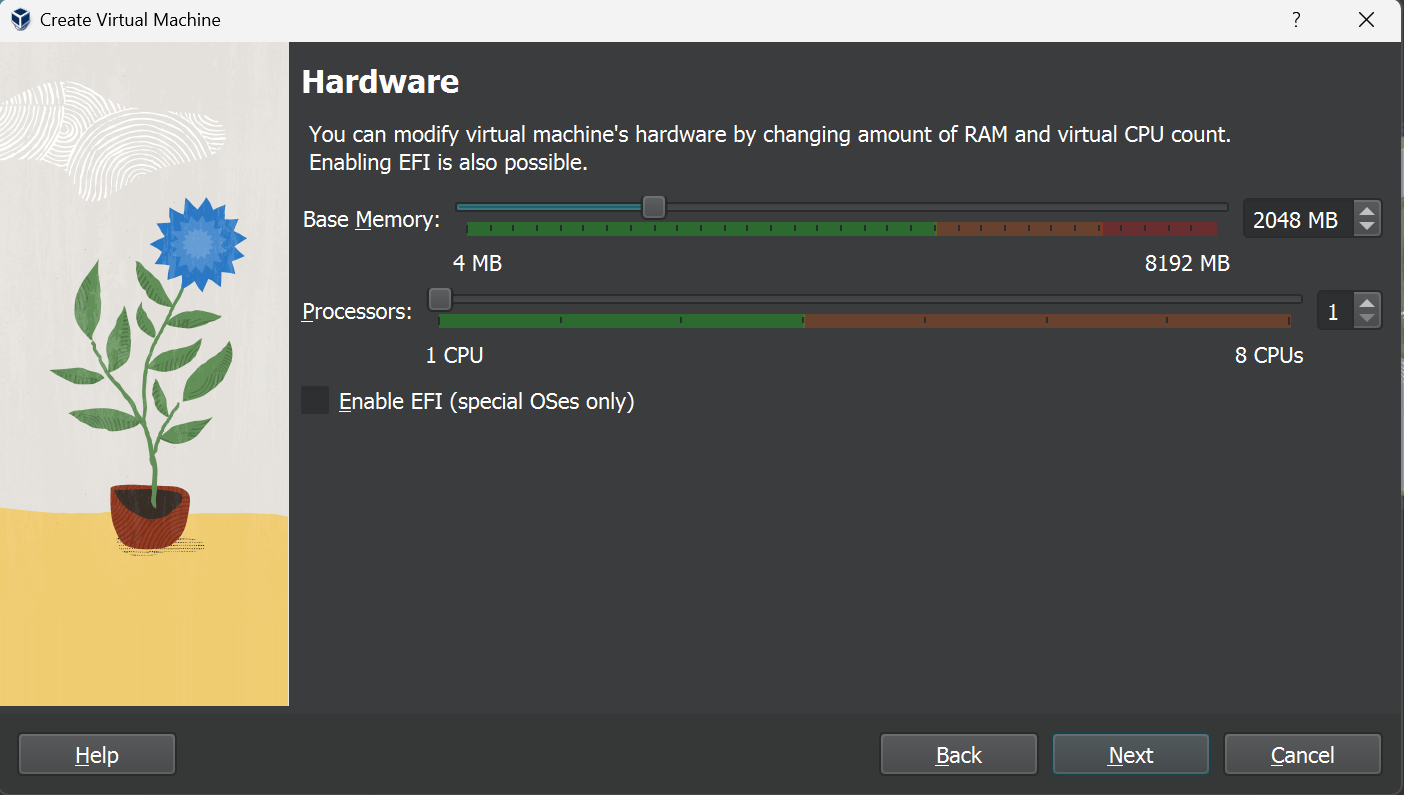 Create Virtual Machine
?
Hardware
You can modify virtual machine's hardware by changing amount of RAM and virtual CPU count.
Enabling EFI is also possible.
Base Memory:
2048 MB
4 MB
8192 MB
Processors:
1
1 CPU
8 CPUs
Enable EFI (special OSes only)
Help
Back
Next
Cancel